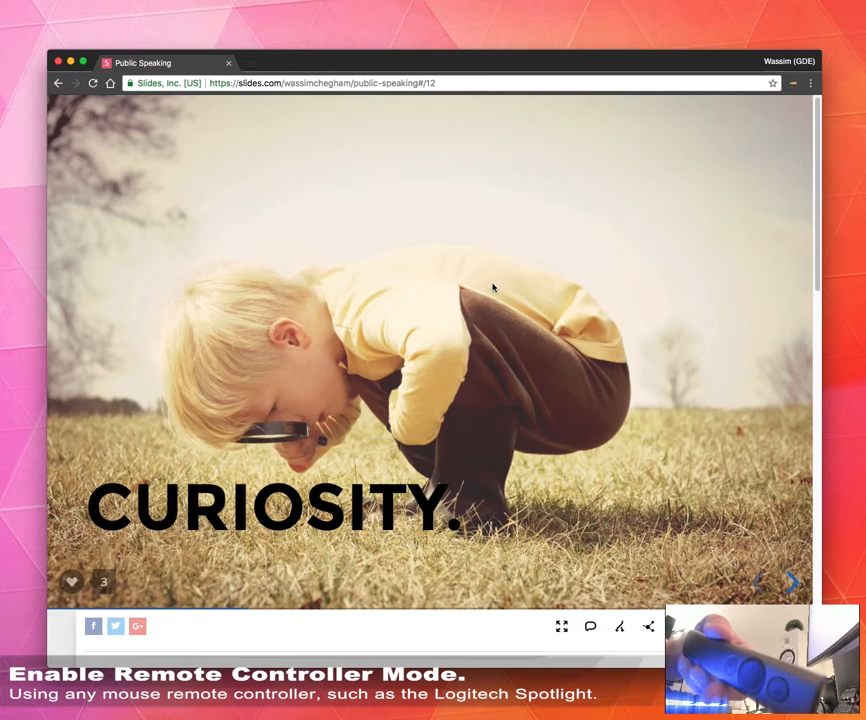 S Public Speaking
Wassim (GDE)
Slides, Inc. [US] https://slides.com/wassimchegham/public-speaking#/12
CURIOSITY.
3
f G+
Enable Remote Controller Mode.
Using any mouse remote controller, such as the Logitech Spotlight.